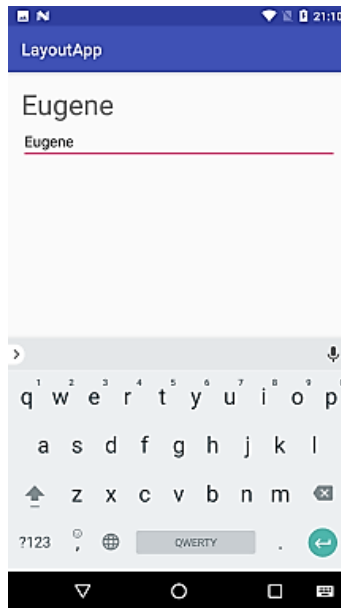 21:10
LayoutApp
Eugene
Eugene
1 2 3 4 5 6 7 8 9
q w e r t y u i o p
a s d f g h j k l
z x c v b n m
?123 , QWERTY .